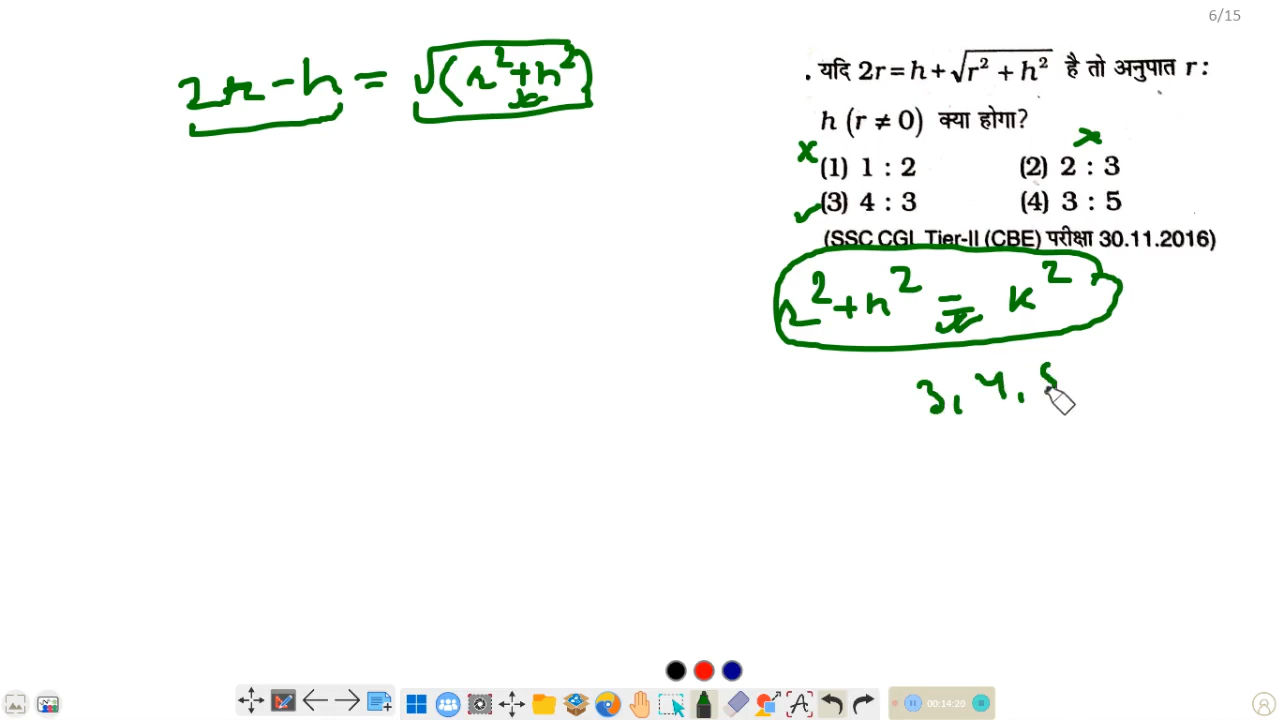 6/15
2r - h = √(r² + h²)
. यदि 2r = h + √r² + h² है तो अनुपात r :
h (r ≠ 0) क्या होगा?
(1) 1 : 2 (2) 2 : 3
(3) 4 : 3 (4) 3 : 5
(SSC CGL Tier-II (CBE) परीक्षा 30.11.2016)
r² + h² = k²
3, 4, 5
00:14:20